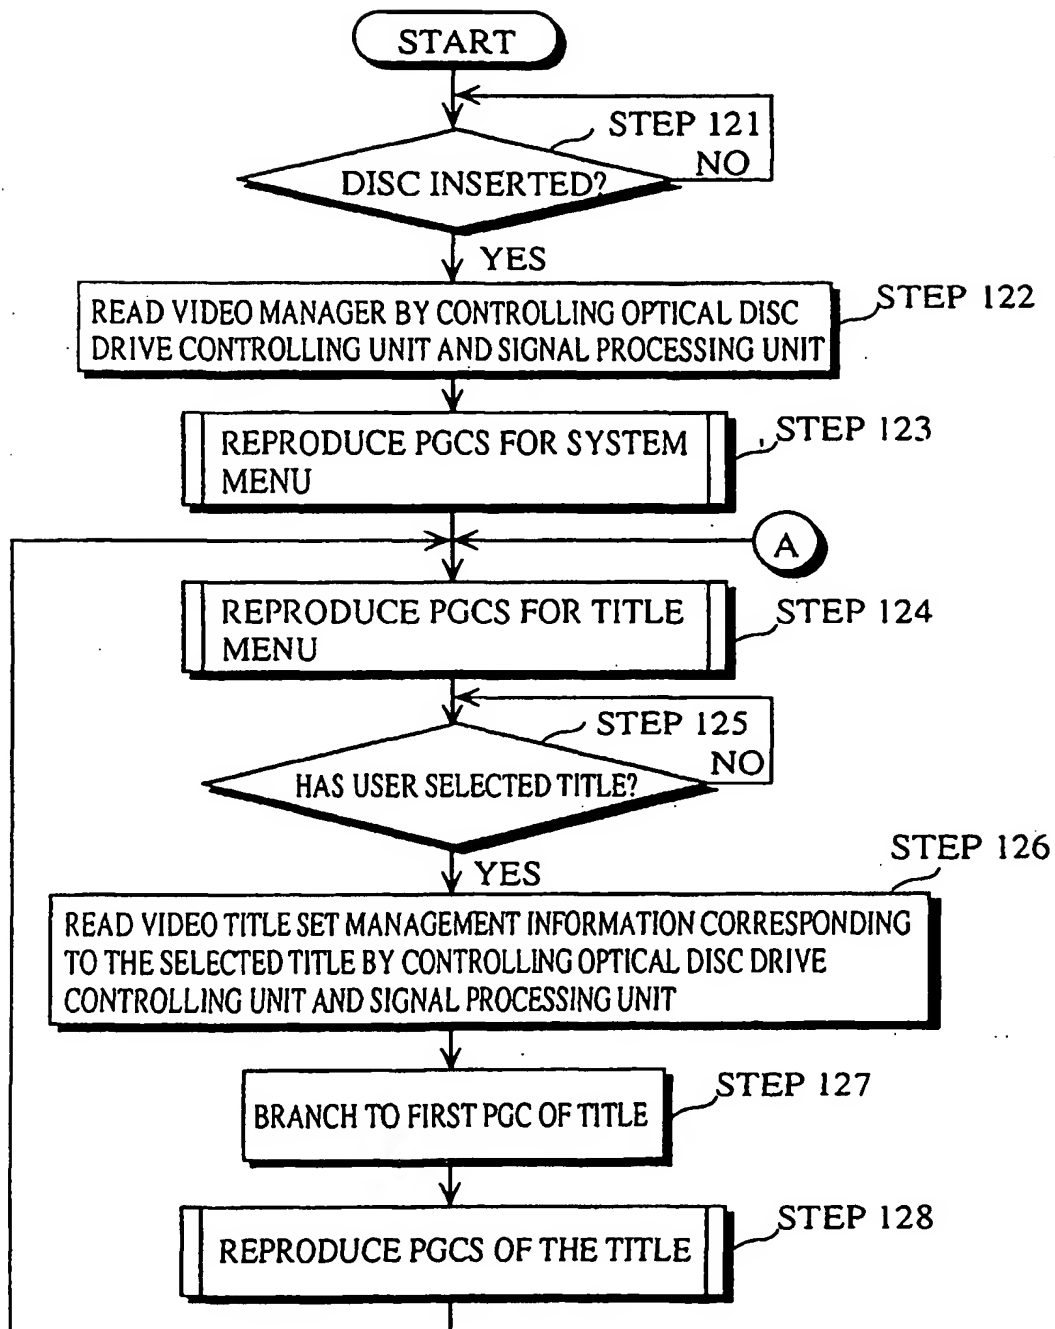 START
STEP 121
NO
DISC INSERTED?
YES
STEP 122
READ VIDEO MANAGER BY CONTROLLING OPTICAL DISC
DRIVE CONTROLLING UNIT AND SIGNAL PROCESSING UNIT
STEP 123
REPRODUCE PGCS FOR SYSTEM
MENU
A
STEP 124
REPRODUCE PGCS FOR TITLE
MENU
STEP 125
NO
HAS USER SELECTED TITLE?
YES
STEP 126
READ VIDEO TITLE SET MANAGEMENT INFORMATION CORRESPONDING
TO THE SELECTED TITLE BY CONTROLLING OPTICAL DISC DRIVE
CONTROLLING UNIT AND SIGNAL PROCESSING UNIT
STEP 127
BRANCH TO FIRST PGC OF TITLE
STEP 128
REPRODUCE PGCS OF THE TITLE